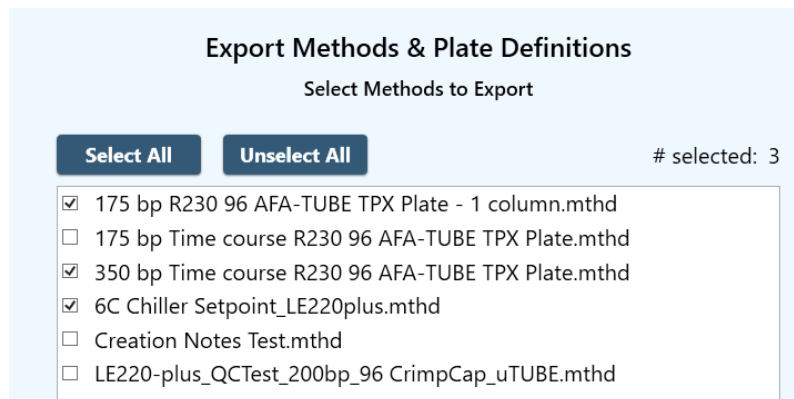 Export Methods & Plate Definitions
Select Methods to Export
Select All
Unselect All
# selected: 3
175 bp R230 96 AFA-TUBE TPX Plate - 1 column.mthd
175 bp Time course R230 96 AFA-TUBE TPX Plate.mthd
350 bp Time course R230 96 AFA-TUBE TPX Plate.mthd
6C Chiller Setpoint_LE220plus.mthd
Creation Notes Test.mthd
LE220-plus_QCTest_200bp_96 CrimpCap_uTUBE.mthd